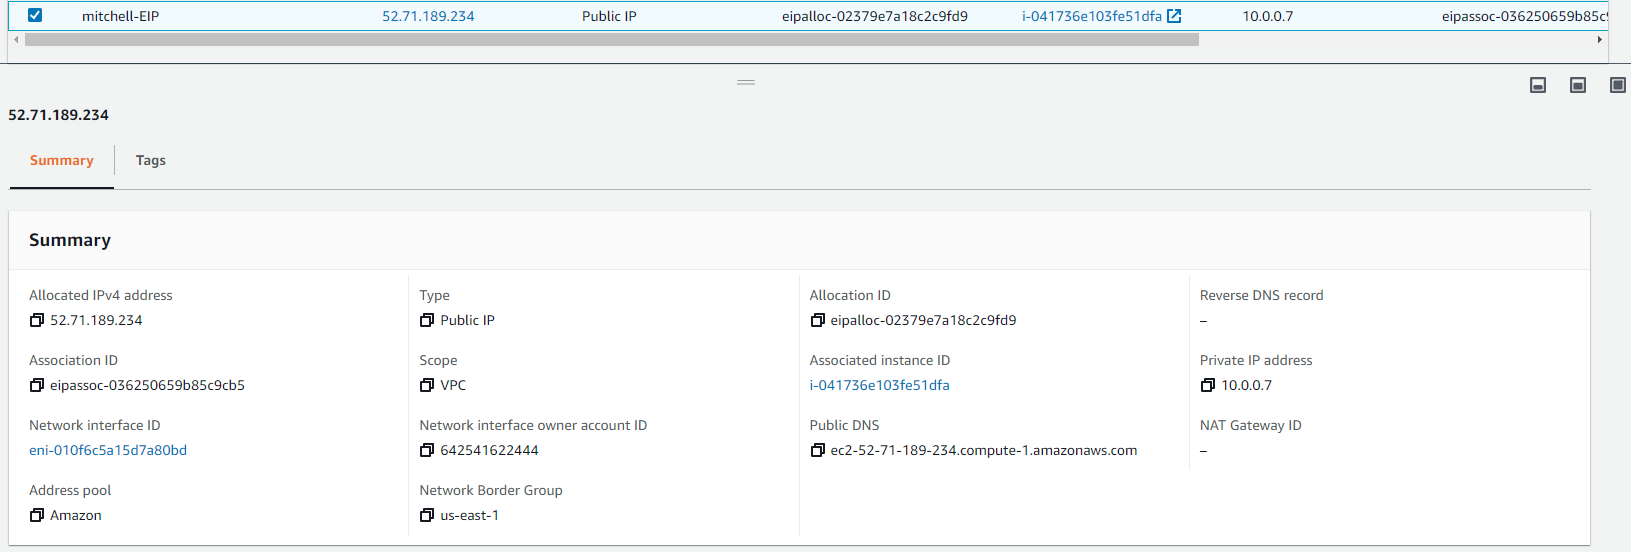 mitchell-EIP 52.71.189.234 Public IP eipalloc-02379e7a18c2c9fd9 i-041736e103fe51dfa 10.0.0.7 eipassoc-036250659b85c9
52.71.189.234
Summary Tags
Summary
Allocated IPv4 address Type Allocation ID Reverse DNS record
52.71.189.234 Public IP eipalloc-02379e7a18c2c9fd9 –
Association ID Scope Associated instance ID Private IP address
eipassoc-036250659b85c9cb5 VPC i-041736e103fe51dfa 10.0.0.7
Network interface ID Network interface owner account ID Public DNS NAT Gateway ID
eni-010f6c5a15d7a80bd 642541622444 ec2-52-71-189-234.compute-1.amazonaws.com –
Address pool Network Border Group
Amazon us-east-1